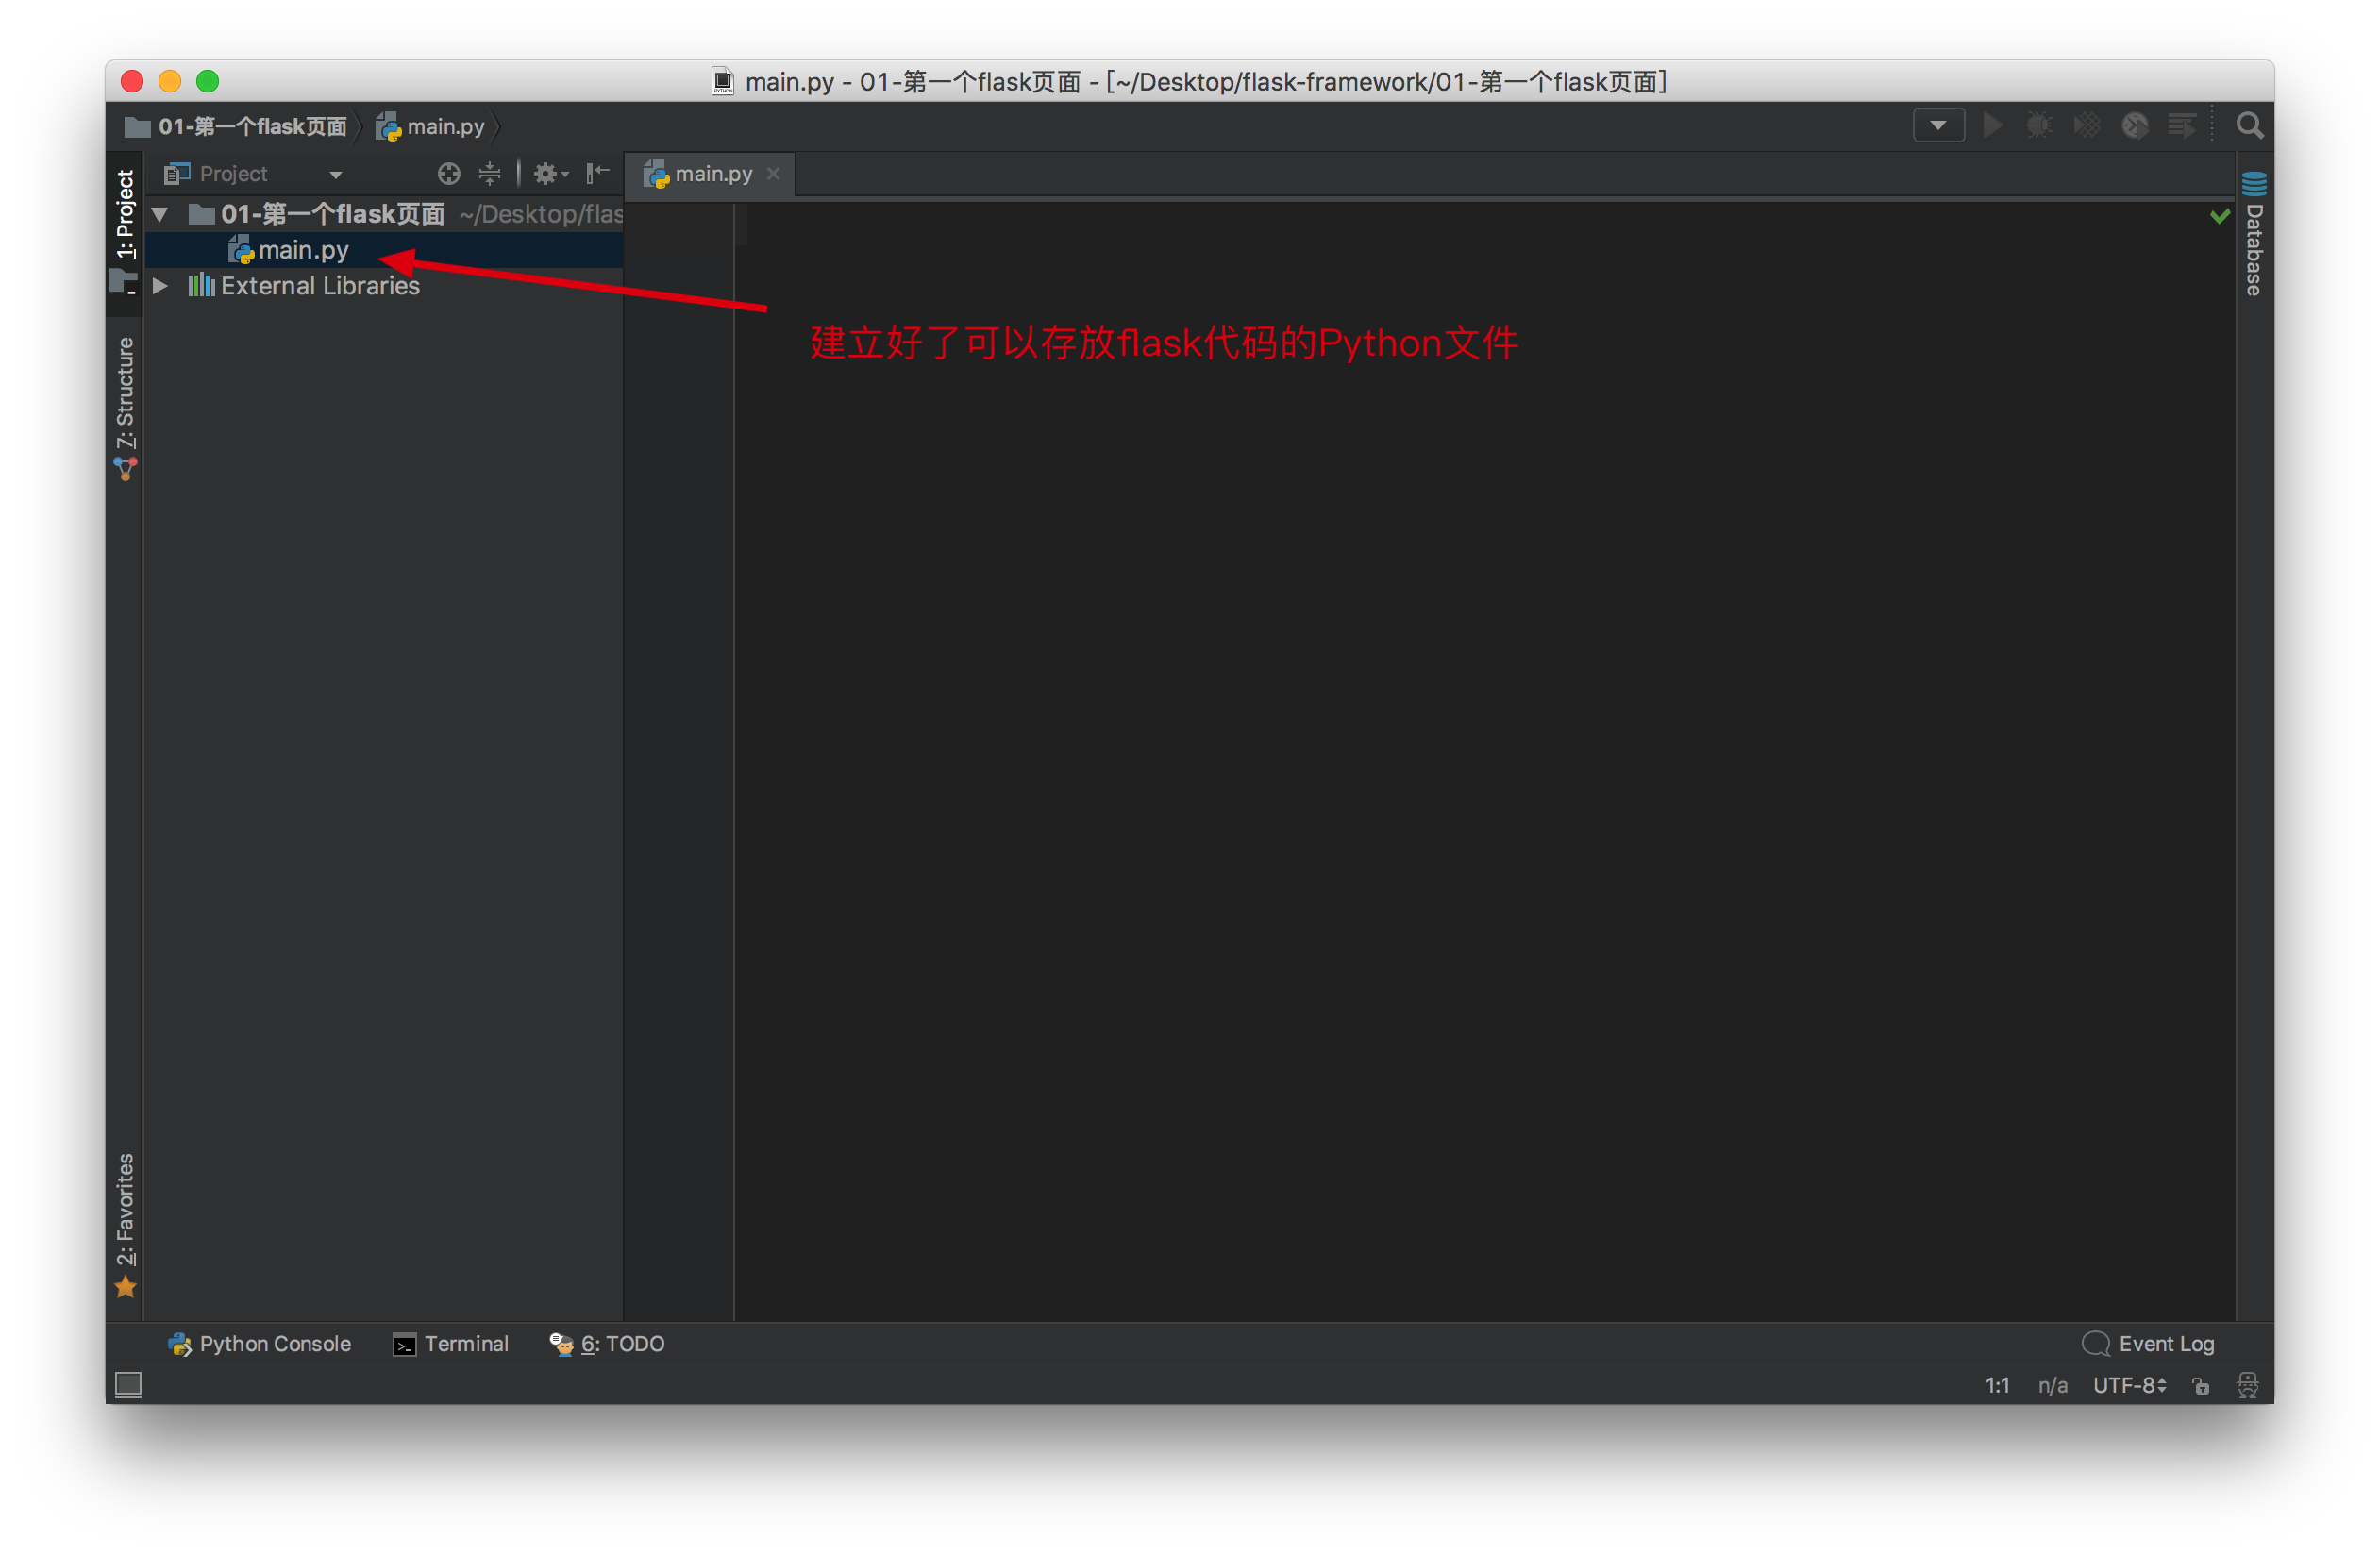 main.py - 01-第一个flask页面 - [~/Desktop/flask-framework/01-第一个flask页面]
01-第一个flask页面 main.py
Project
main.py
1: Project
01-第一个flask页面 ~/Desktop/flas
main.py
External Libraries
建立好了可以存放flask代码的Python文件
Database
7: Structure
2: Favorites
Python Console Terminal 6: TODO Event Log
1:1 n/a UTF-8